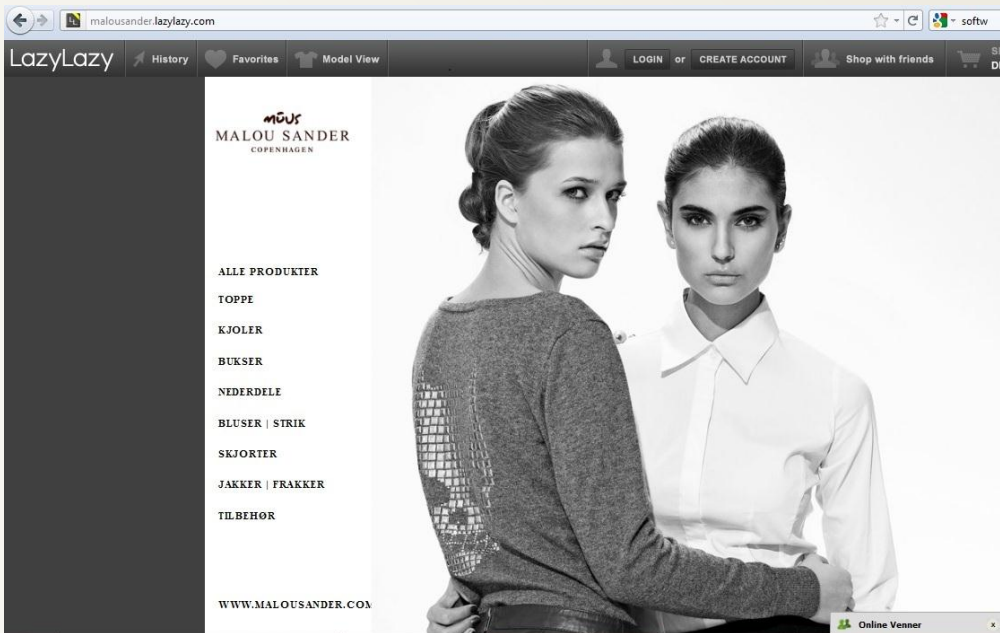 malousander.lazylazy.com
softw
LazyLazy
History
Favorites
Model View
LOGIN or CREATE ACCOUNT
Shop with friends
mūus
MALOU SANDER
COPENHAGEN
ALLE PRODUKTER
TOPPE
KJOLER
BUKSER
NEDERDELE
BLUSER | STRIK
SKJORTER
JAKKER | FRAKKER
TILBEHØR
WWW.MALOUSANDER.COM
Online Venner
x